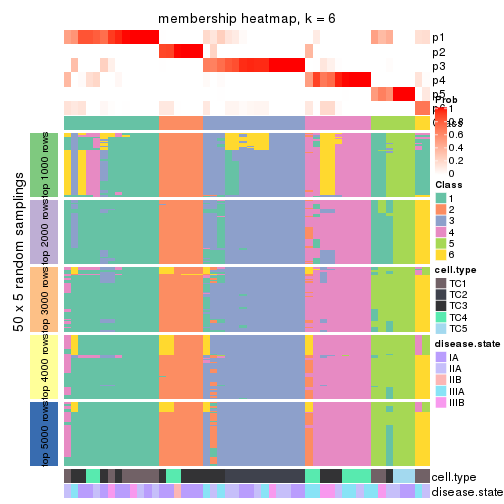 membership heatmap, k = 6
p1
p2
p3
p4
p5
p6
50 x 5 random samplings
top 1000 rows
top 2000 rows
top 3000 rows
top 4000 rows
top 5000 rows
cell.type
disease.state
Prob
1
0.8
0.6
0.4
0.2
0
Class
Class
1
2
3
4
5
6
cell.type
TC1
TC2
TC3
TC4
TC5
disease.state
IA
IIA
IIB
IIIA
IIIB